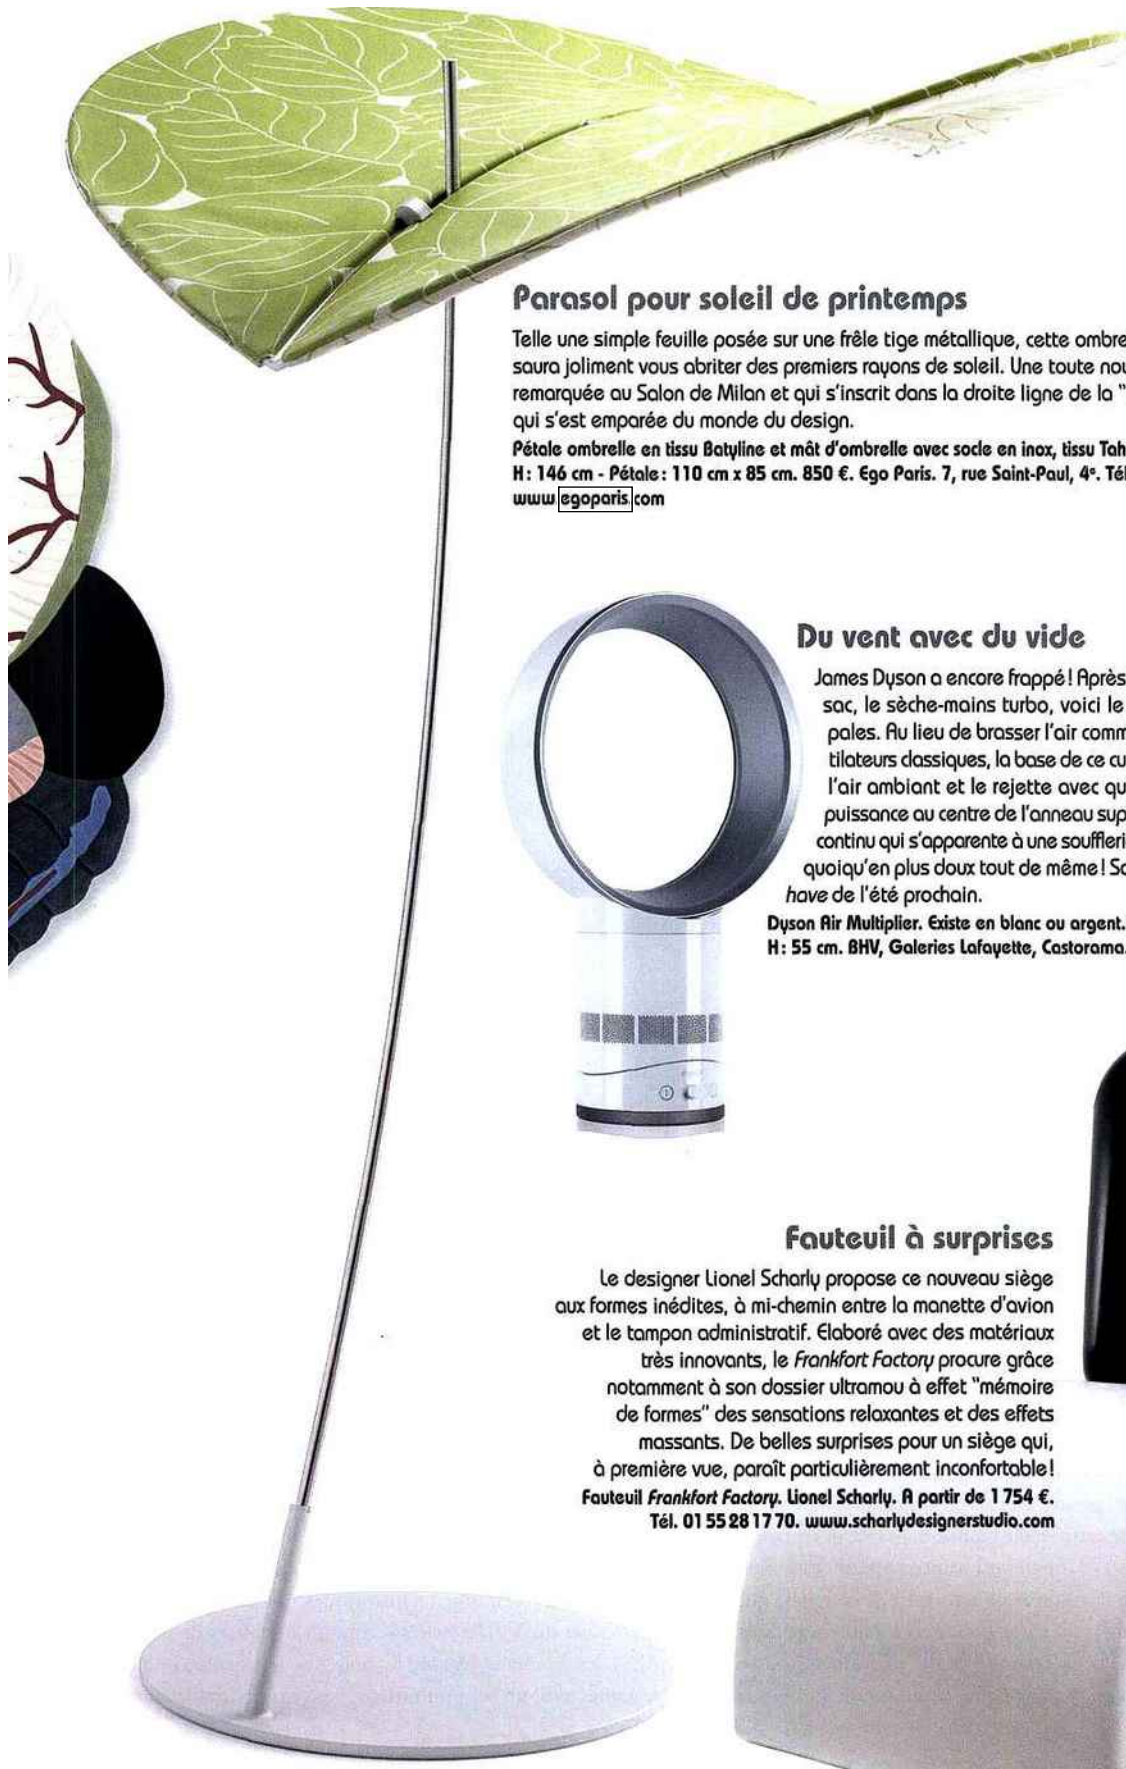 Parasol pour soleil de printemps
Telle une simple feuille posée sur une frêle tige métallique, cette ombre
saura joliment vous abriter des premiers rayons de soleil. Une toute nou
remarquée au Salon de Milan et qui s'inscrit dans la droite ligne de la "
qui s'est emparée du monde du design.
Pétale ombrelle en tissu Batyline et mât d'ombrelle avec socle en inox, tissu Tah
H : 146 cm - Pétale : 110 cm x 85 cm. 850 €. Ego Paris. 7, rue Saint-Paul, 4e. Tél
www.egoparis.com
Du vent avec du vide
James Dyson a encore frappé ! Après
sac, le sèche-mains turbo, voici le
pales. Au lieu de brasser l'air comm
tilateurs classiques, la base de ce cu
l'air ambiant et le rejette avec qu
puissance au centre de l'anneau sup
continu qui s'apparente à une souffleri
quoiqu'en plus doux tout de même ! So
have de l'été prochain.
Dyson Air Multiplier. Existe en blanc ou argent.
H : 55 cm. BHV, Galeries Lafayette, Castorama.
Fauteuil à surprises
Le designer Lionel Scharly propose ce nouveau siège
aux formes inédites, à mi-chemin entre la manette d'avion
et le tampon administratif. Elaboré avec des matériaux
très innovants, le Frankfort Factory procure grâce
notamment à son dossier ultramou à effet "mémoire
de formes" des sensations relaxantes et des effets
massants. De belles surprises pour un siège qui,
à première vue, paraît particulièrement inconfortable !
Fauteuil Frankfort Factory. Lionel Scharly. A partir de 1 754 €.
Tél. 01 55 28 17 70. www.scharlydesignerstudio.com